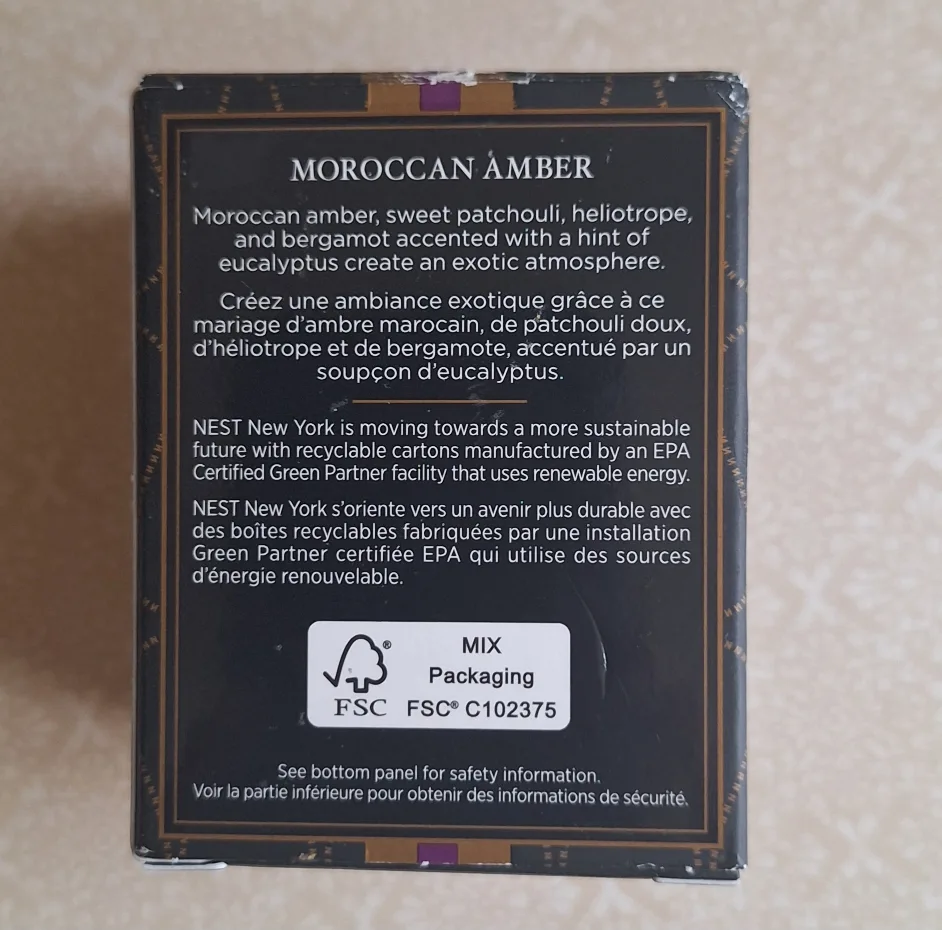 MOROCCAN AMBER
Moroccan amber, sweet patchouli, heliotrope,
and bergamot accented with a hint of
eucalyptus create an exotic atmosphere.
Créez une ambiance exotique grâce à ce
mariage d'ambre marocain, de patchouli doux,
d'héliotrope et de bergamote, accentué par un
soupçon d'eucalyptus.
NEST New York is moving towards a more sustainable
future with recyclable cartons manufactured by an EPA
Certified Green Partner facility that uses renewable energy.
NEST New York s'oriente vers un avenir plus durable avec
des boîtes recyclables fabriquées par une installation
Green Partner certifiée EPA qui utilise des sources
d'énergie renouvelable.
MIX
Packaging
FSC® FSC® C102375
See bottom panel for safety information.
Voir la partie inférieure pour obtenir des informations de sécurité.